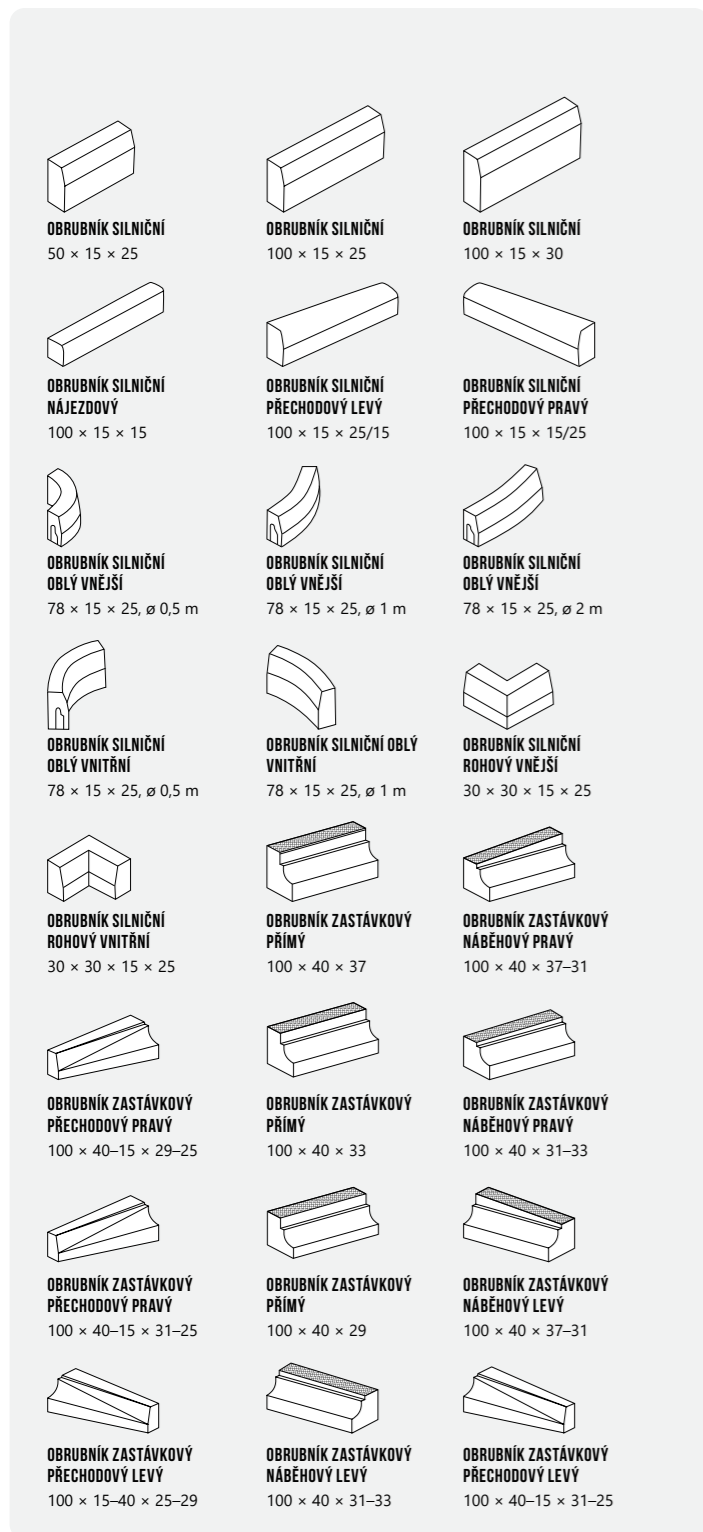 OBRUBNÍK SILNIČNÍ
50 × 15 × 25
OBRUBNÍK SILNIČNÍ
100 × 15 × 25
OBRUBNÍK SILNIČNÍ
100 × 15 × 30
OBRUBNÍK SILNIČNÍ
NÁJEZDOVÝ
100 × 15 × 15
OBRUBNÍK SILNIČNÍ
PŘECHODOVÝ LEVÝ
100 × 15 × 25/15
OBRUBNÍK SILNIČNÍ
PŘECHODOVÝ PRAVÝ
100 × 15 × 15/25
OBRUBNÍK SILNIČNÍ
OBLÝ VNĚJŠÍ
78 × 15 × 25, ø 0,5 m
OBRUBNÍK SILNIČNÍ
OBLÝ VNĚJŠÍ
78 × 15 × 25, ø 1 m
OBRUBNÍK SILNIČNÍ
OBLÝ VNĚJŠÍ
78 × 15 × 25, ø 2 m
OBRUBNÍK SILNIČNÍ
OBLÝ VNITŘNÍ
78 × 15 × 25, ø 0,5 m
OBRUBNÍK SILNIČNÍ OBLÝ
VNITŘNÍ
78 × 15 × 25, ø 1 m
OBRUBNÍK SILNIČNÍ
ROHOVÝ VNĚJŠÍ
30 × 30 × 15 × 25
OBRUBNÍK SILNIČNÍ
ROHOVÝ VNITŘNÍ
30 × 30 × 15 × 25
OBRUBNÍK ZASTÁVKOVÝ
PŘÍMÝ
100 × 40 × 37
OBRUBNÍK ZASTÁVKOVÝ
NÁBĚHOVÝ PRAVÝ
100 × 40 × 37–31
OBRUBNÍK ZASTÁVKOVÝ
PŘECHODOVÝ PRAVÝ
100 × 40–15 × 29–25
OBRUBNÍK ZASTÁVKOVÝ
PŘÍMÝ
100 × 40 × 33
OBRUBNÍK ZASTÁVKOVÝ
NÁBĚHOVÝ PRAVÝ
100 × 40 × 31–33
OBRUBNÍK ZASTÁVKOVÝ
PŘECHODOVÝ PRAVÝ
100 × 40–15 × 31–25
OBRUBNÍK ZASTÁVKOVÝ
PŘÍMÝ
100 × 40 × 29
OBRUBNÍK ZASTÁVKOVÝ
NÁBĚHOVÝ LEVÝ
100 × 40 × 37–31
OBRUBNÍK ZASTÁVKOVÝ
PŘECHODOVÝ LEVÝ
100 × 15–40 × 25–29
OBRUBNÍK ZASTÁVKOVÝ
NÁBĚHOVÝ LEVÝ
100 × 40 × 31–33
OBRUBNÍK ZASTÁVKOVÝ
PŘECHODOVÝ LEVÝ
100 × 40–15 × 31–25